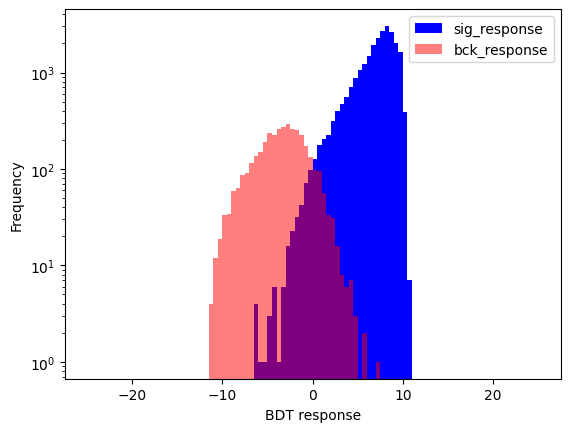 sig_response
bck_response
Frequency
10³
10²
10¹
10⁰
−20
−10
0
10
20
BDT response